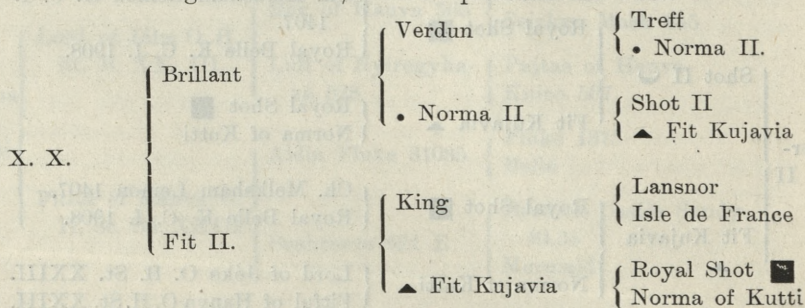 Treff
Verdun
• Norma II.
Brillant
Shot II
• Norma II
▲ Fit Kujavia
X. X.
Lansnor
King
Isle de France
Fit II.
Royal Shot
▲ Fit Kujavia
Norma of Kutti